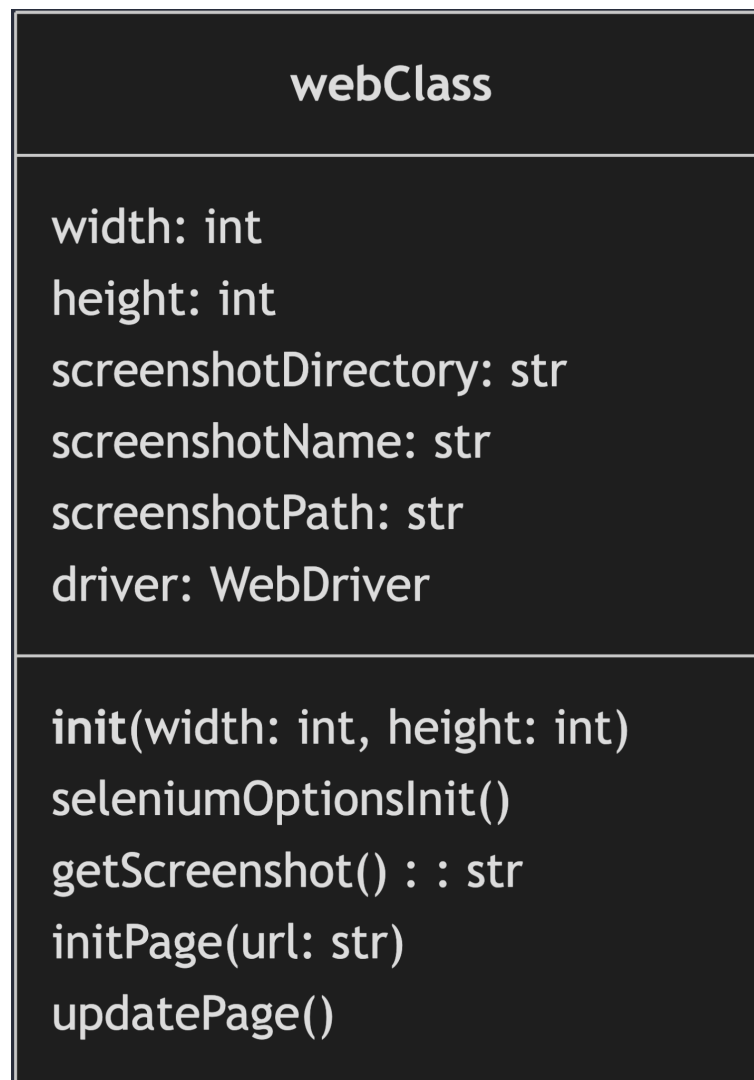 webClass
width: int
height: int
screenshotDirectory: str
screenshotName: str
screenshotPath: str
driver: WebDriver
init(width: int, height: int)
seleniumOptionsInit()
getScreenshot() : : str
initPage(url: str)
updatePage()